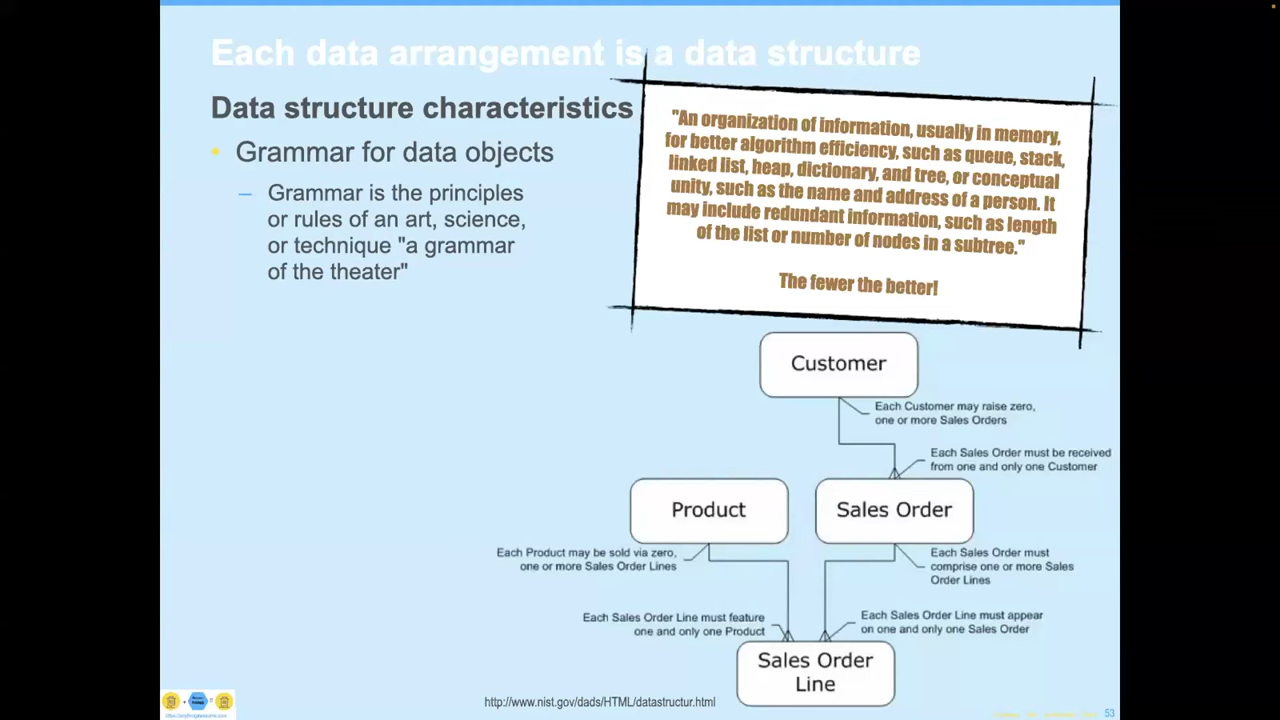 Each data arrangement is a data structure
Data structure characteristics
• Grammar for data objects
– Grammar is the principles
or rules of an art, science,
or technique "a grammar
of the theater"
"An organization of information, usually in memory,
for better algorithm efficiency, such as queue, stack,
linked list, heap, dictionary, and tree, or conceptual
unity, such as the name and address of a person. It
may include redundant information, such as length
of the list or number of nodes in a subtree."
The fewer the better!
Customer
Each Customer may raise zero,
one or more Sales Orders
Each Sales Order must be received
from one and only one Customer
Product
Sales Order
Each Product may be sold via zero,
one or more Sales Order Lines
Each Sales Order must
comprise one or more Sales
Order Lines
Each Sales Order Line must feature
one and only one Product
Each Sales Order Line must appear
on one and only one Sales Order
Sales Order
Line
http://www.nist.gov/dads/HTML/datastructur.html
53